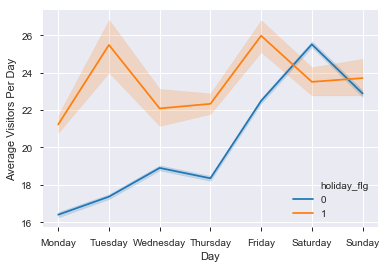 Average Visitors Per Day
26
24
22
20
18
16
Monday Tuesday Wednesday Thursday Friday Saturday Sunday
Day
holiday_flg
0
1